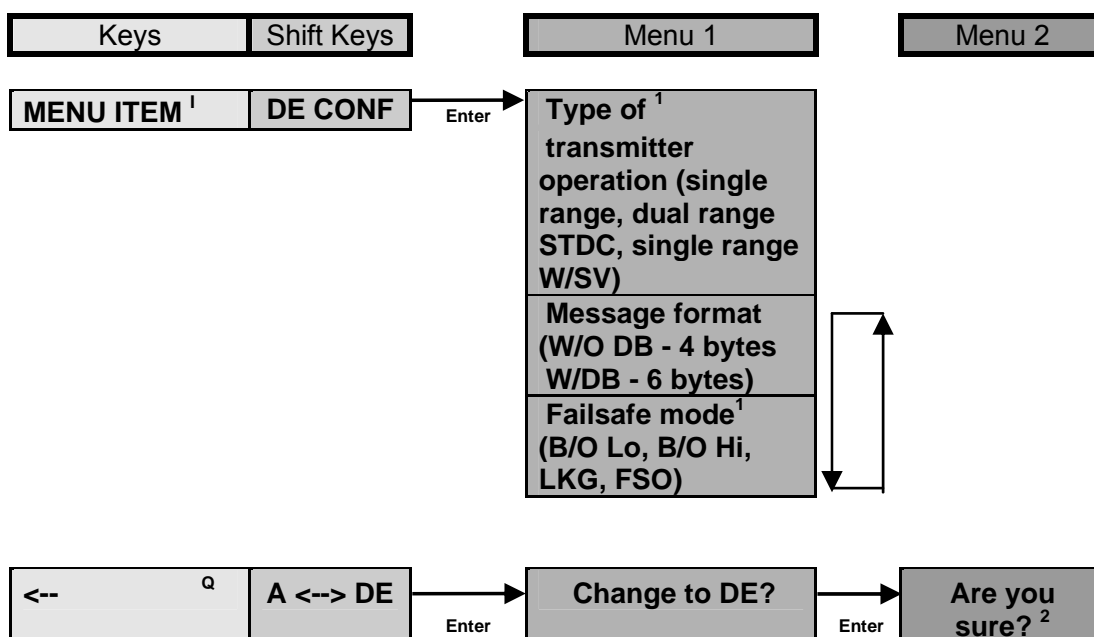 Keys Shift Keys Menu 1 Menu 2
MENU ITEM I DE CONF Enter Type of 1
transmitter
operation (single
range, dual range
STDC, single range
W/SV)
Message format
(W/O DB - 4 bytes
W/DB - 6 bytes)
Failsafe mode1
(B/O Lo, B/O Hi,
LKG, FSO)
<-- Q A <--> DE Enter Change to DE? Enter Are you
sure? 2